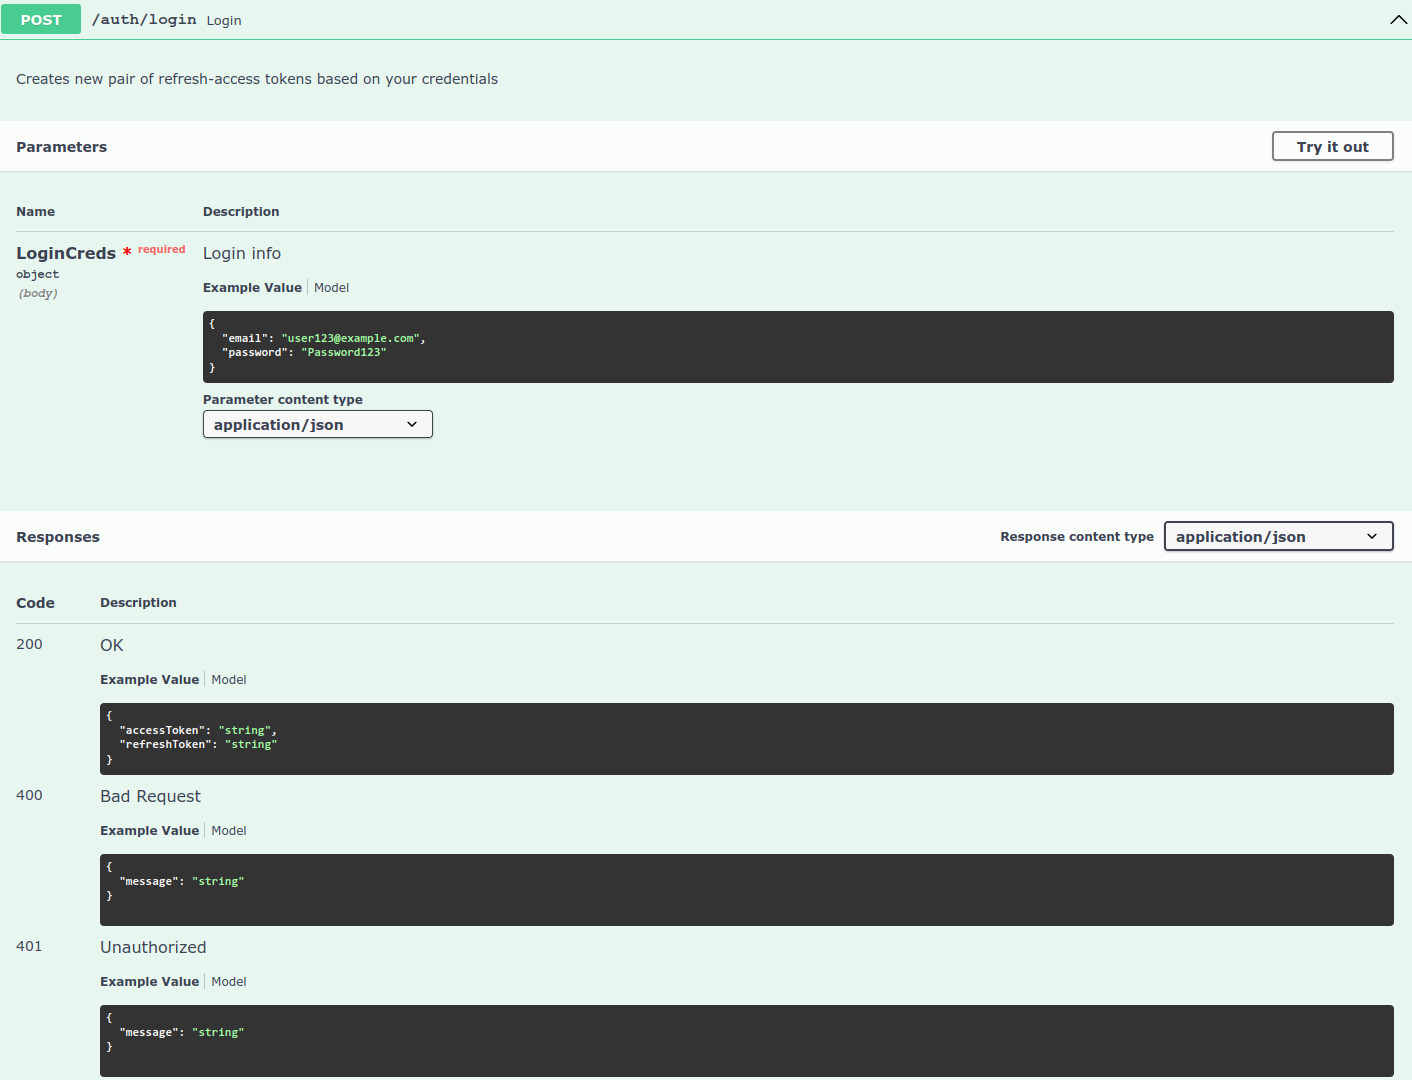 POST /auth/login Login
Creates new pair of refresh-access tokens based on your credentials
Parameters Try it out
Name Description
LoginCreds * required Login info
object
(body)
Example Value Model
{
  "email": "user123@example.com",
  "password": "Password123"
}
Parameter content type
application/json
Responses Response content type application/json
Code Description
200 OK
Example Value Model
{
  "accessToken": "string",
  "refreshToken": "string"
}
400 Bad Request
Example Value Model
{
  "message": "string"
}
401 Unauthorized
Example Value Model
{
  "message": "string"
}